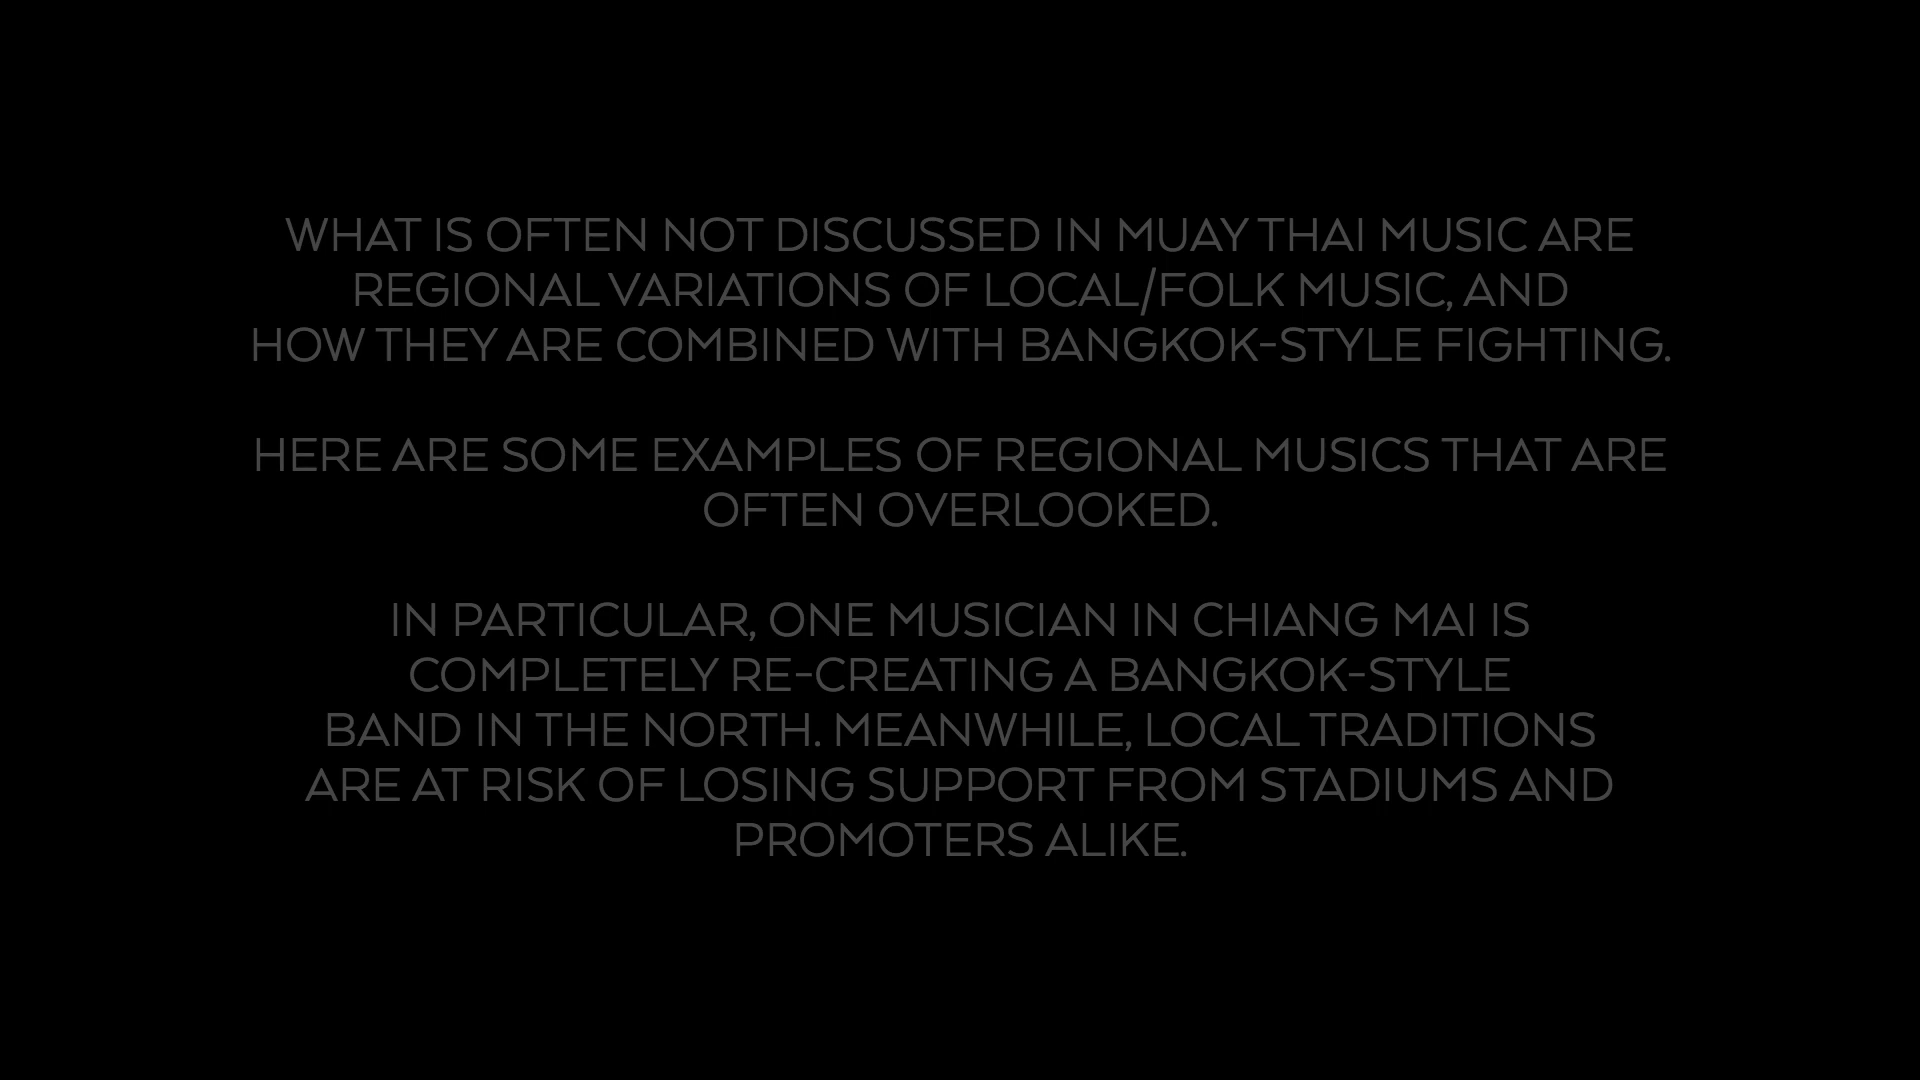 WHAT IS OFTEN NOT DISCUSSED IN MUAY THAI MUSIC ARE
REGIONAL VARIATIONS OF LOCAL/FOLK MUSIC, AND
HOW THEY ARE COMBINED WITH BANGKOK-STYLE FIGHTING.
HERE ARE SOME EXAMPLES OF REGIONAL MUSICS THAT ARE
OFTEN OVERLOOKED.
IN PARTICULAR, ONE MUSICIAN IN CHIANG MAI IS
COMPLETELY RE-CREATING A BANGKOK-STYLE
BAND IN THE NORTH. MEANWHILE, LOCAL TRADITIONS
ARE AT RISK OF LOSING SUPPORT FROM STADIUMS AND
PROMOTERS ALIKE.